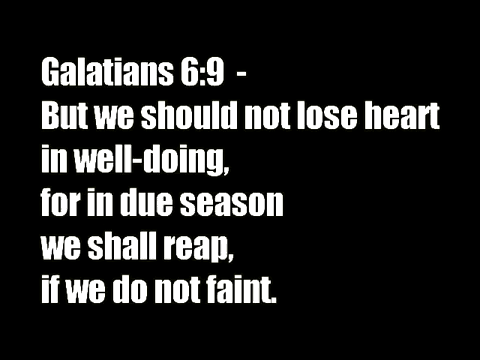 Galatians 6:9 -
But we should not lose heart
in well-doing,
for in due season
we shall reap,
if we do not faint.